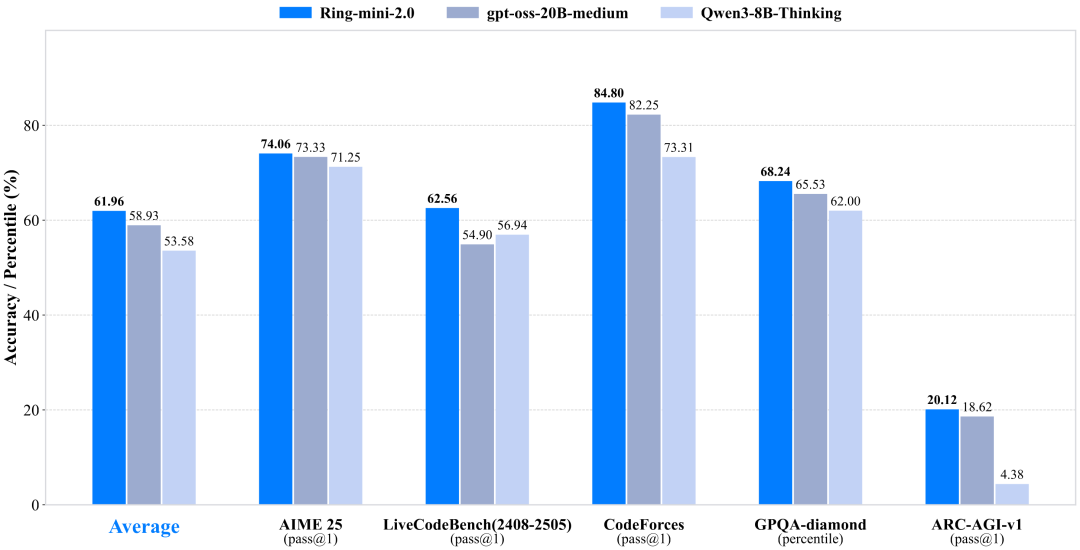 Ring-mini-2.0 gpt-oss-20B-medium Qwen3-8B-Thinking
Accuracy / Percentile (%)
80
60
40
20
0
61.96 58.93 53.58
74.06 73.33 71.25
62.56 54.90 56.94
84.80 82.25 73.31
68.24 65.53 62.00
20.12 18.62 4.38
Average
AIME 25
(pass@1)
LiveCodeBench(2408-2505)
(pass@1)
CodeForces
(pass@1)
GPQA-diamond
(percentile)
ARC-AGI-v1
(pass@1)